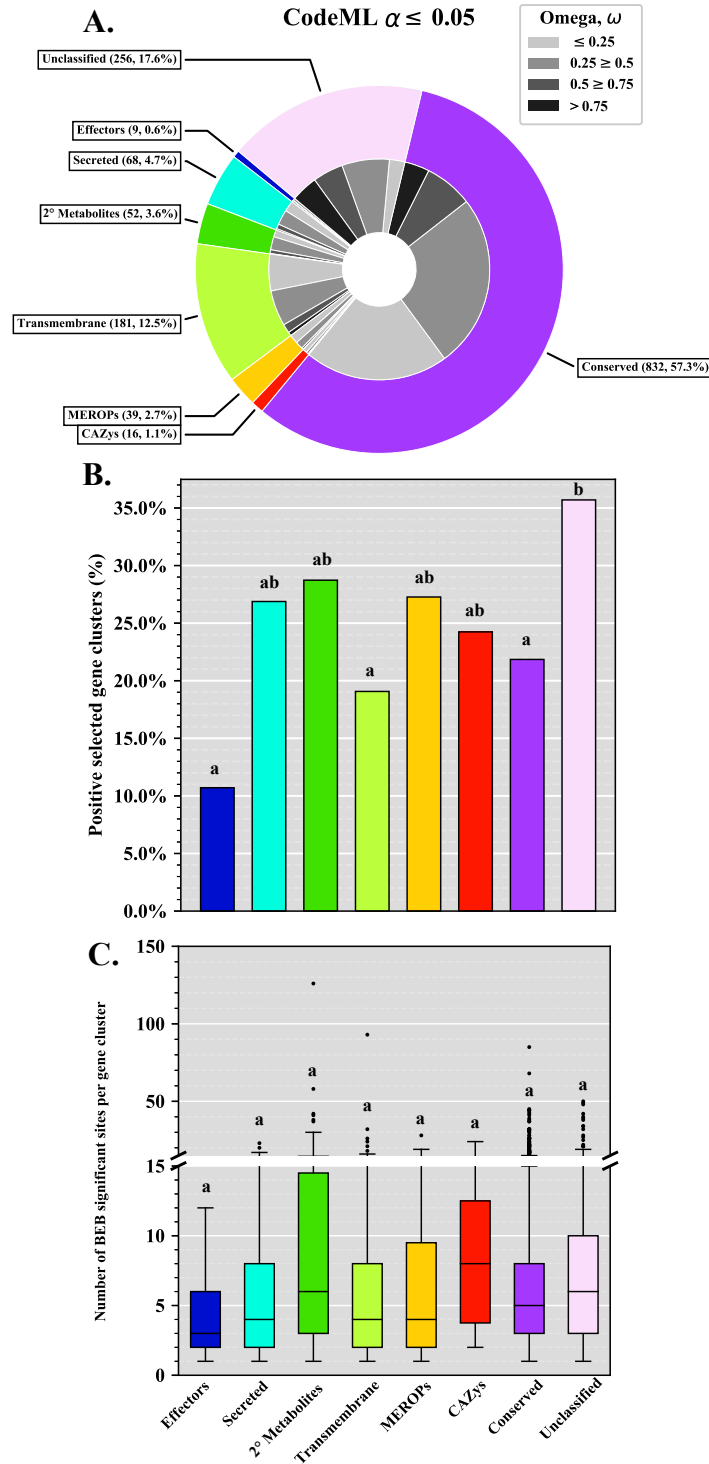 A.
CodeML α ≤ 0.05
Omega, ω
≤ 0.25
0.25 ≥ 0.5
0.5 ≥ 0.75
> 0.75
Unclassified (256, 17.6%)
Effectors (9, 0.6%)
Secreted (68, 4.7%)
2° Metabolites (52, 3.6%)
Transmembrane (181, 12.5%)
Conserved (832, 57.3%)
MEROPs (39, 2.7%)
CAZys (16, 1.1%)
B.
Positive selected gene clusters (%)
35.0%
30.0%
25.0%
20.0%
15.0%
10.0%
5.0%
0.0%
a
ab
ab
a
ab
ab
a
b
C.
Number of BEB significant sites per gene cluster
150
100
50
15
10
5
0
a
a
a
a
a
a
a
a
Effectors
Secreted
2° Metabolites
Transmembrane
MEROPs
CAZys
Conserved
Unclassified